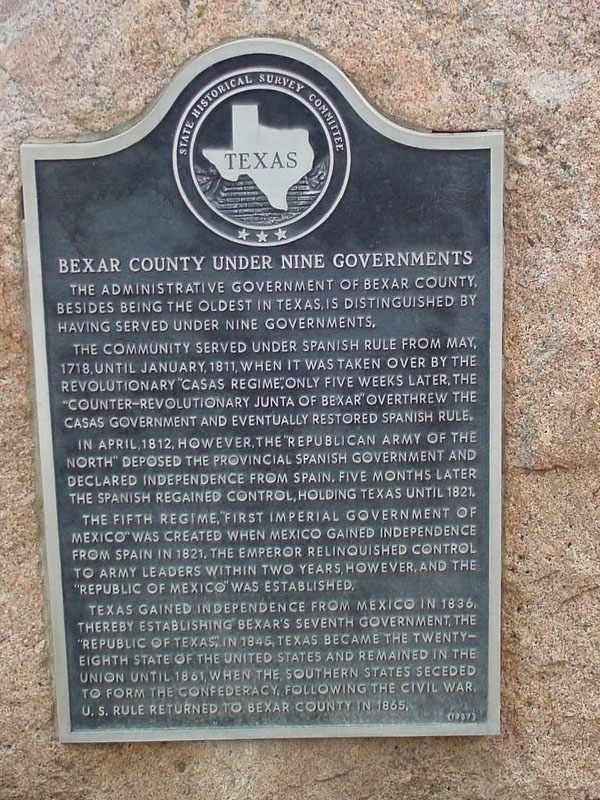 STATE HISTORICAL SURVEY COMMITTEE
TEXAS
BEXAR COUNTY UNDER NINE GOVERNMENTS
THE ADMINISTRATIVE GOVERNMENT OF BEXAR COUNTY,
BESIDES BEING THE OLDEST IN TEXAS, IS DISTINGUISHED BY
HAVING SERVED UNDER NINE GOVERNMENTS.
THE COMMUNITY SERVED UNDER SPANISH RULE FROM MAY,
1718, UNTIL JANUARY, 1811, WHEN IT WAS TAKEN OVER BY THE
REVOLUTIONARY "CASAS REGIME", ONLY FIVE WEEKS LATER, THE
"COUNTER-REVOLUTIONARY JUNTA OF BEXAR" OVERTHREW THE
CASAS GOVERNMENT AND EVENTUALLY RESTORED SPANISH RULE.
IN APRIL, 1812, HOWEVER, THE "REPUBLICAN ARMY OF THE
NORTH" DEPOSED THE PROVINCIAL SPANISH GOVERNMENT AND
DECLARED INDEPENDENCE FROM SPAIN. FIVE MONTHS LATER
THE SPANISH REGAINED CONTROL, HOLDING TEXAS UNTIL 1821.
THE FIFTH REGIME, "FIRST IMPERIAL GOVERNMENT OF
MEXICO" WAS CREATED WHEN MEXICO GAINED INDEPENDENCE
FROM SPAIN IN 1821. THE EMPEROR RELINQUISHED CONTROL
TO ARMY LEADERS WITHIN TWO YEARS, HOWEVER, AND THE
"REPUBLIC OF MEXICO" WAS ESTABLISHED.
TEXAS GAINED INDEPENDENCE FROM MEXICO IN 1836,
THEREBY ESTABLISHING BEXAR'S SEVENTH GOVERNMENT, THE
"REPUBLIC OF TEXAS", IN 1845, TEXAS BECAME THE TWENTY-
EIGHTH STATE OF THE UNITED STATES AND REMAINED IN THE
UNION UNTIL 1861, WHEN THE SOUTHERN STATES SECEDED
TO FORM THE CONFEDERACY. FOLLOWING THE CIVIL WAR,
U. S. RULE RETURNED TO BEXAR COUNTY IN 1865.
(1967)